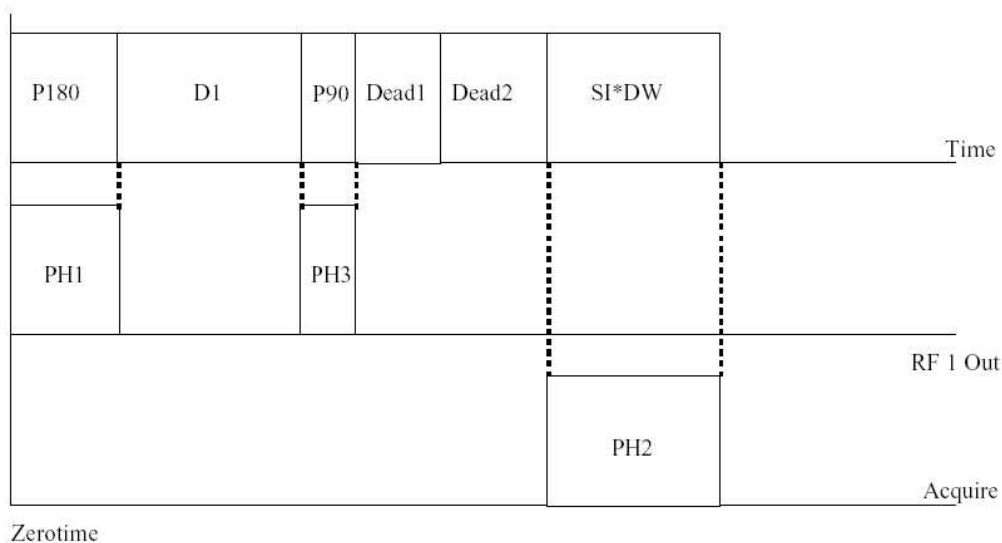 P180 D1 P90 Dead1 Dead2 SI*DW
Time
PH1 PH3
RF 1 Out
PH2
Acquire
Zerotime